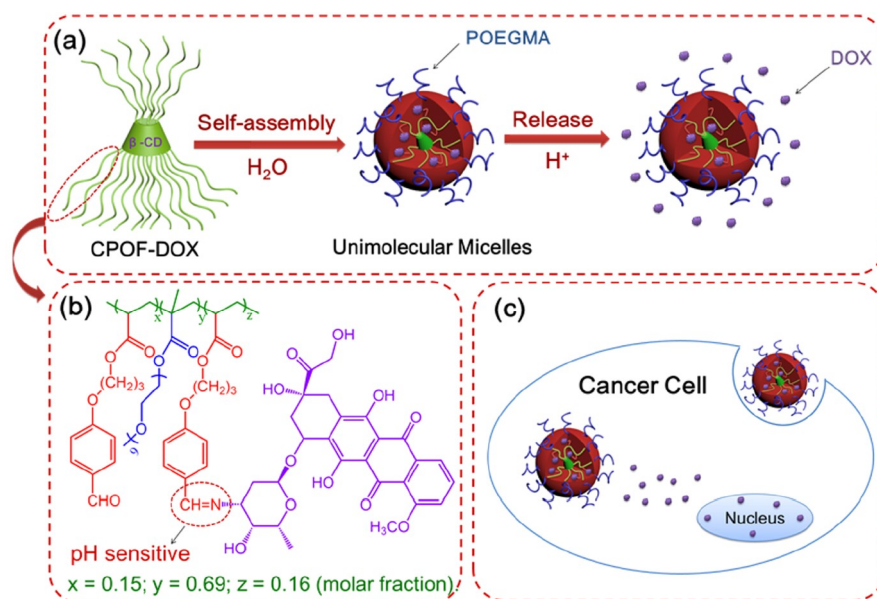 (a)
POEGMA
DOX
β-CD
Self-assembly
H₂O
Release
H⁺
CPOF-DOX
Unimolecular Micelles
(b)
x y z
O O O
O O O
(CH₂)₃ (CH₂)₃
O O
O
9
CHO
CH=N
O
HO
O
OH
O
HO
OH
O
OH
O
O
H₃CO
pH sensitive
x = 0.15; y = 0.69; z = 0.16 (molar fraction).
(c)
Cancer Cell
Nucleus